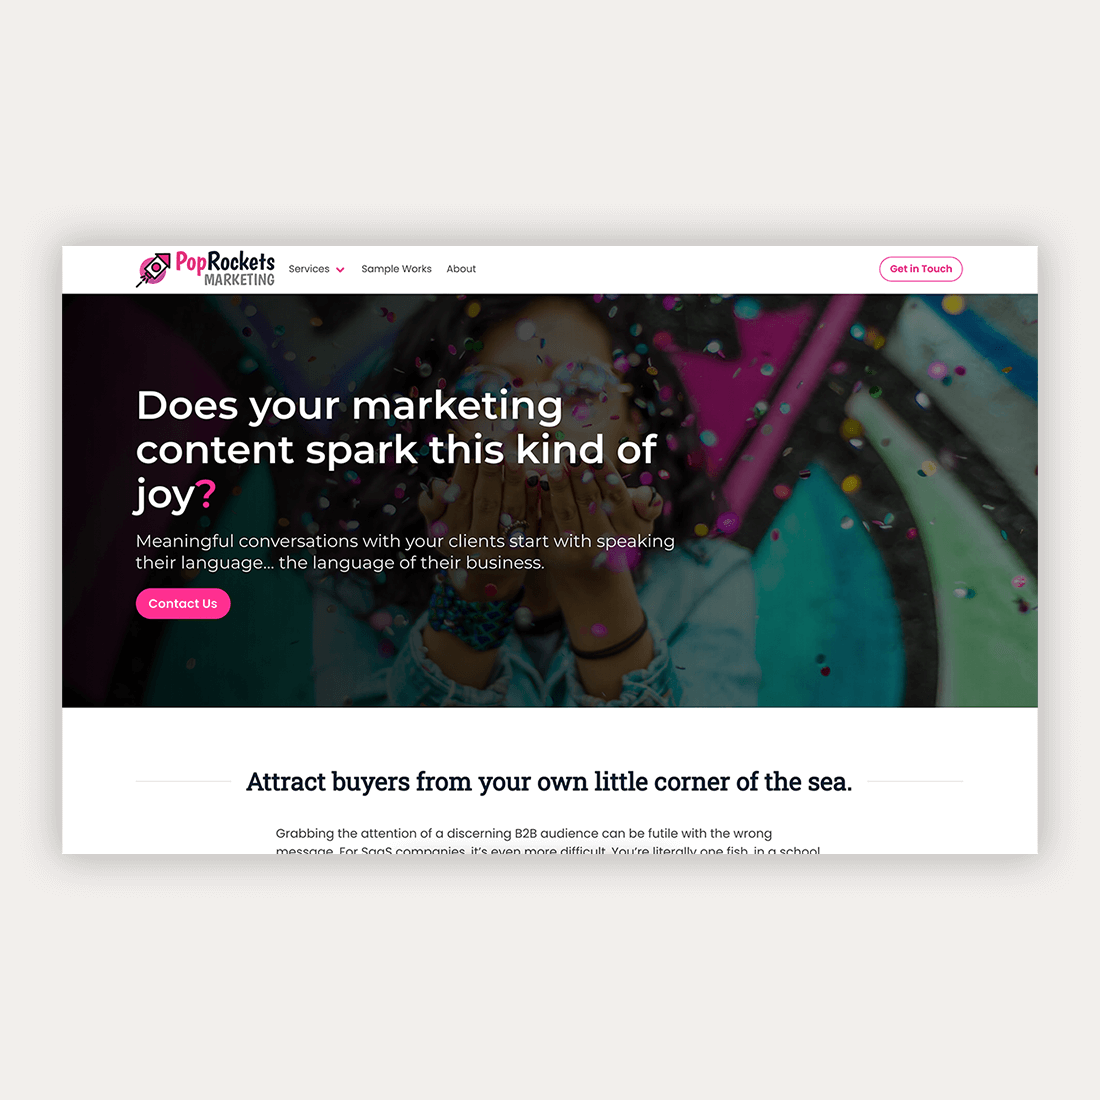 PopRockets
MARKETING
Services
Sample Works
About
Get in Touch
Does your marketing
content spark this kind of
joy?
Meaningful conversations with your clients start with speaking
their language... the language of their business.
Contact Us
Attract buyers from your own little corner of the sea.
Grabbing the attention of a discerning B2B audience can be futile with the wrong
message. For SaaS companies, it's even more difficult. You're literally one fish, in a school